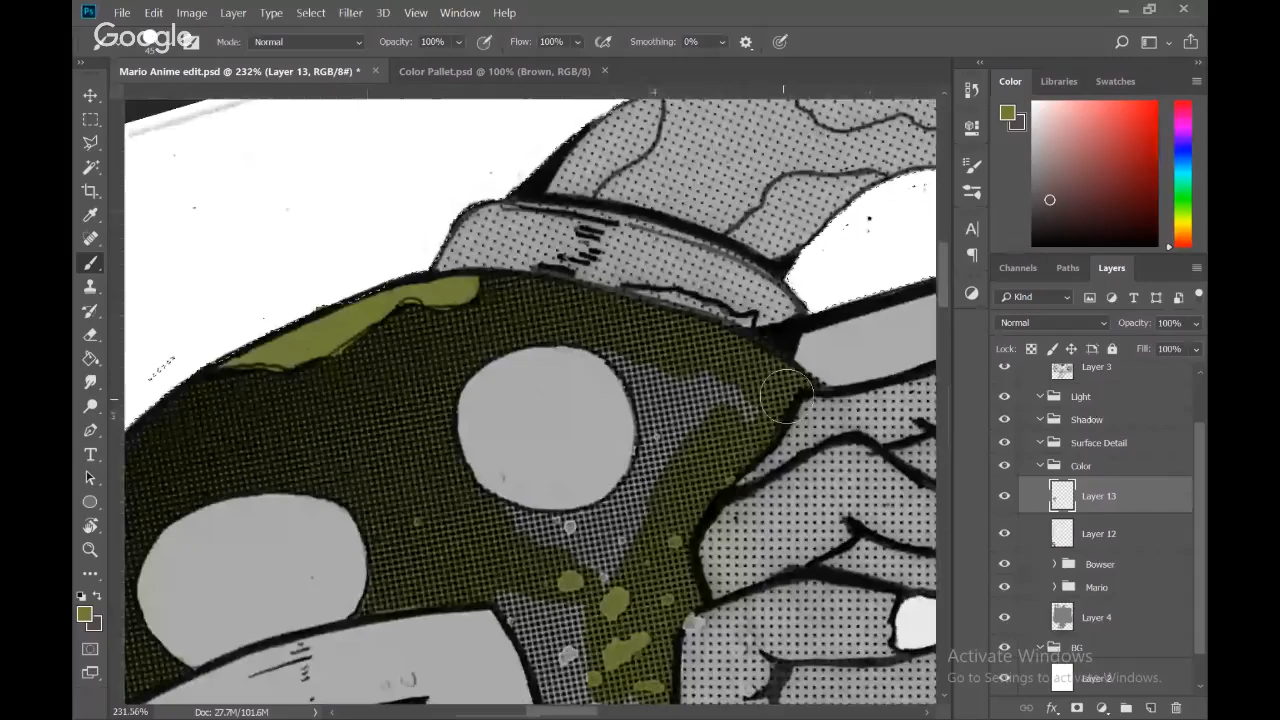 Ps File Edit Image Layer Type Select Filter 3D View Window Help
Google
45 Mode: Normal Opacity: 100% Flow: 100% Smoothing: 0%
Mario Anime edit.psd @ 232% (Layer 13, RGB/8#) * Color Pallet.psd @ 100% (Brown, RGB/8)
Color Libraries Swatches
Channels Paths Layers
Kind
Normal Opacity: 100%
Lock: Fill: 100%
Layer 3
Light
Shadow
Surface Detail
Color
Layer 13
Layer 12
Bowser
Mario
Layer 4
BG
Activate Windows
Go to Settings to activate Windows.
231.56% Doc: 27.7M/101.6M